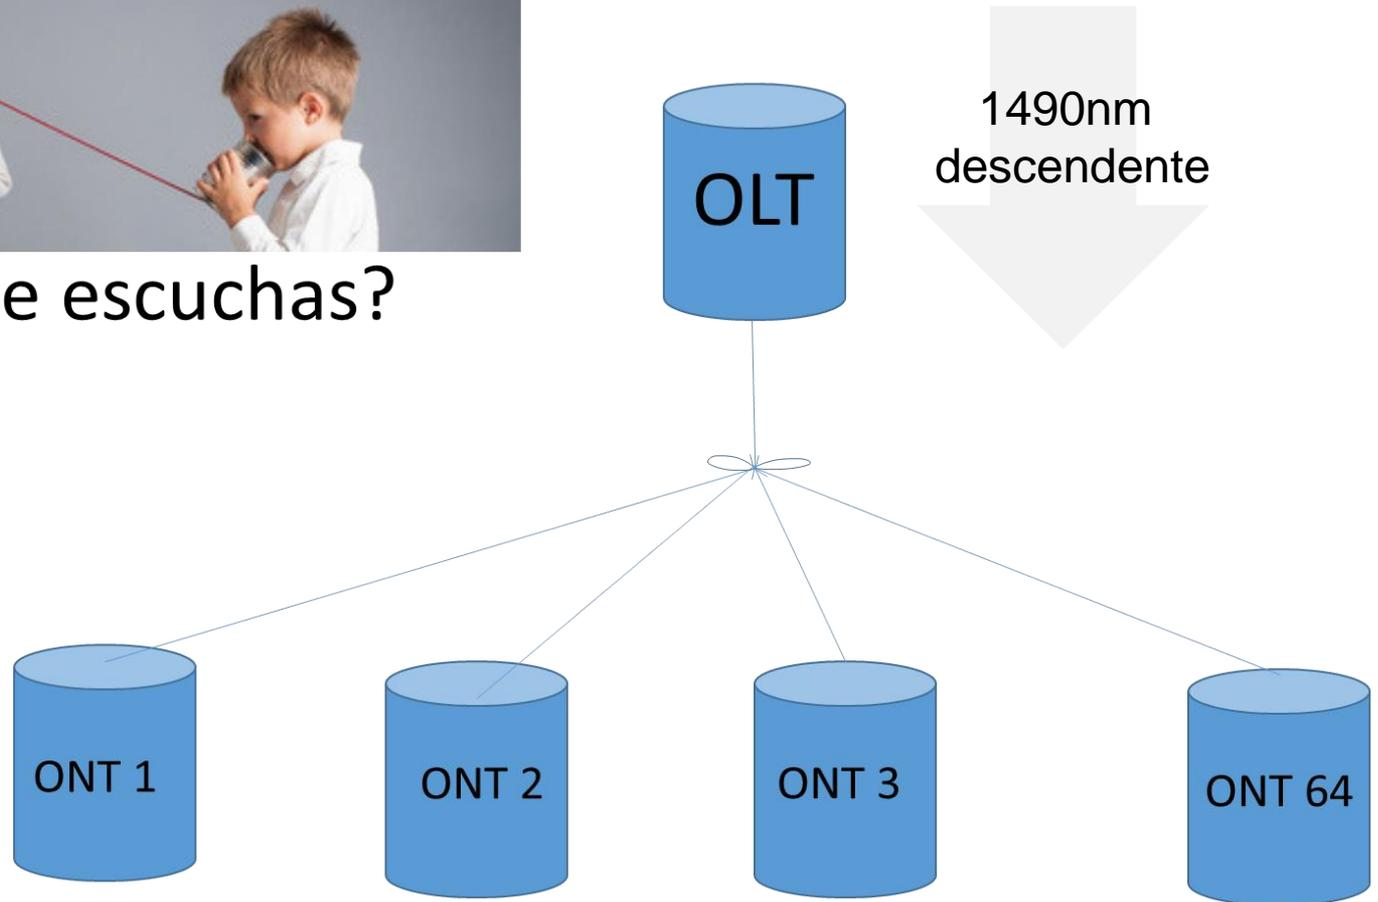 1490nm
descendente
OLT
e escuchas?
ONT 1
ONT 2
ONT 3
ONT 64